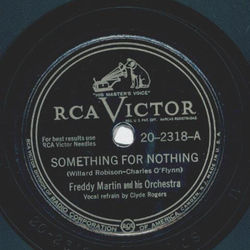 "HIS MASTER'S VOICE"
RCA VICTOR
For best results use
RCA Victor Needles
20-2318-A
SOMETHING FOR NOTHING
(Willard Robison-Charles O'Flynn)
Freddy Martin and his Orchestra
Vocal refrain by Clyde Rogers
RCA